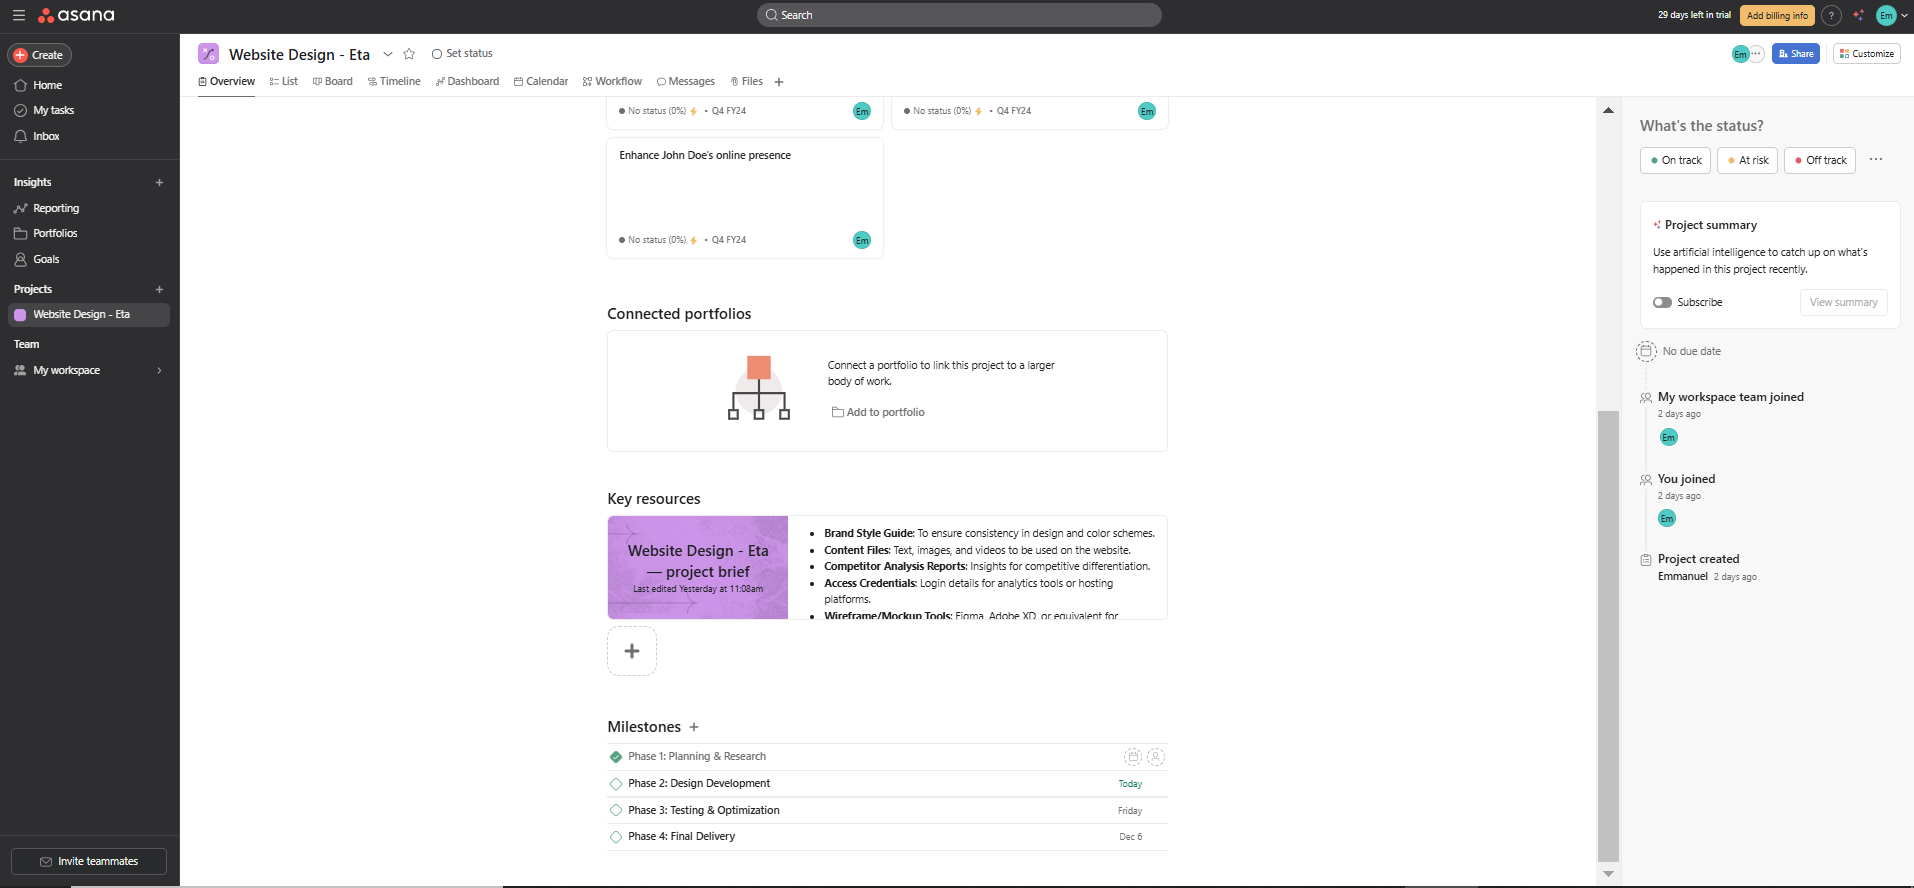 asana
Search
29 days left in trial
Add billing info
?
Em
Create
Home
My tasks
Inbox
Insights
Reporting
Portfolios
Goals
Projects
Website Design - Eta
Team
My workspace
Invite teammates
Website Design - Eta
Set status
Em
Share
Customize
Overview
List
Board
Timeline
Dashboard
Calendar
Workflow
Messages
Files
No status (0%) • Q4 FY24
Em
No status (0%) • Q4 FY24
Em
Enhance John Doe's online presence
No status (0%) • Q4 FY24
Em
Connected portfolios
Connect a portfolio to link this project to a larger
body of work.
Add to portfolio
Key resources
Website Design - Eta
— project brief
Last edited Yesterday at 11:08am
• Brand Style Guide: To ensure consistency in design and color schemes.
• Content Files: Text, images, and videos to be used on the website.
• Competitor Analysis Reports: Insights for competitive differentiation.
• Access Credentials: Login details for analytics tools or hosting
platforms.
• Wireframe/Mockup Tools: Figma, Adobe XD, or equivalent for
Milestones
Phase 1: Planning & Research
Phase 2: Design Development
Today
Phase 3: Testing & Optimization
Friday
Phase 4: Final Delivery
Dec 6
What's the status?
On track
At risk
Off track
Project summary
Use artificial intelligence to catch up on what's
happened in this project recently.
Subscribe
View summary
No due date
My workspace team joined
2 days ago
Em
You joined
2 days ago
Em
Project created
Emmanuel 2 days ago